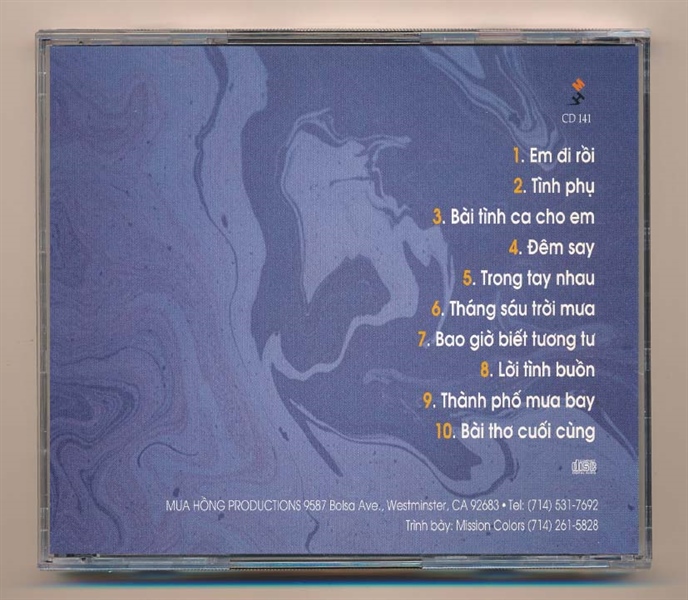 MH
CD 141
1. Em đi rồi
2. Tình phụ
3. Bài tình ca cho em
4. Đêm say
5. Trong tay nhau
6. Tháng sáu trời mưa
7. Bao giờ biết tương tư
8. Lời tình buồn
9. Thành phố mưa bay
10. Bài thơ cuối cùng
disc
MƯA HỒNG PRODUCTIONS 9587 Bolsa Ave., Westminster, CA 92683 • Tel: (714) 531-7692
Trình bày: Mission Colors (714) 261-5828